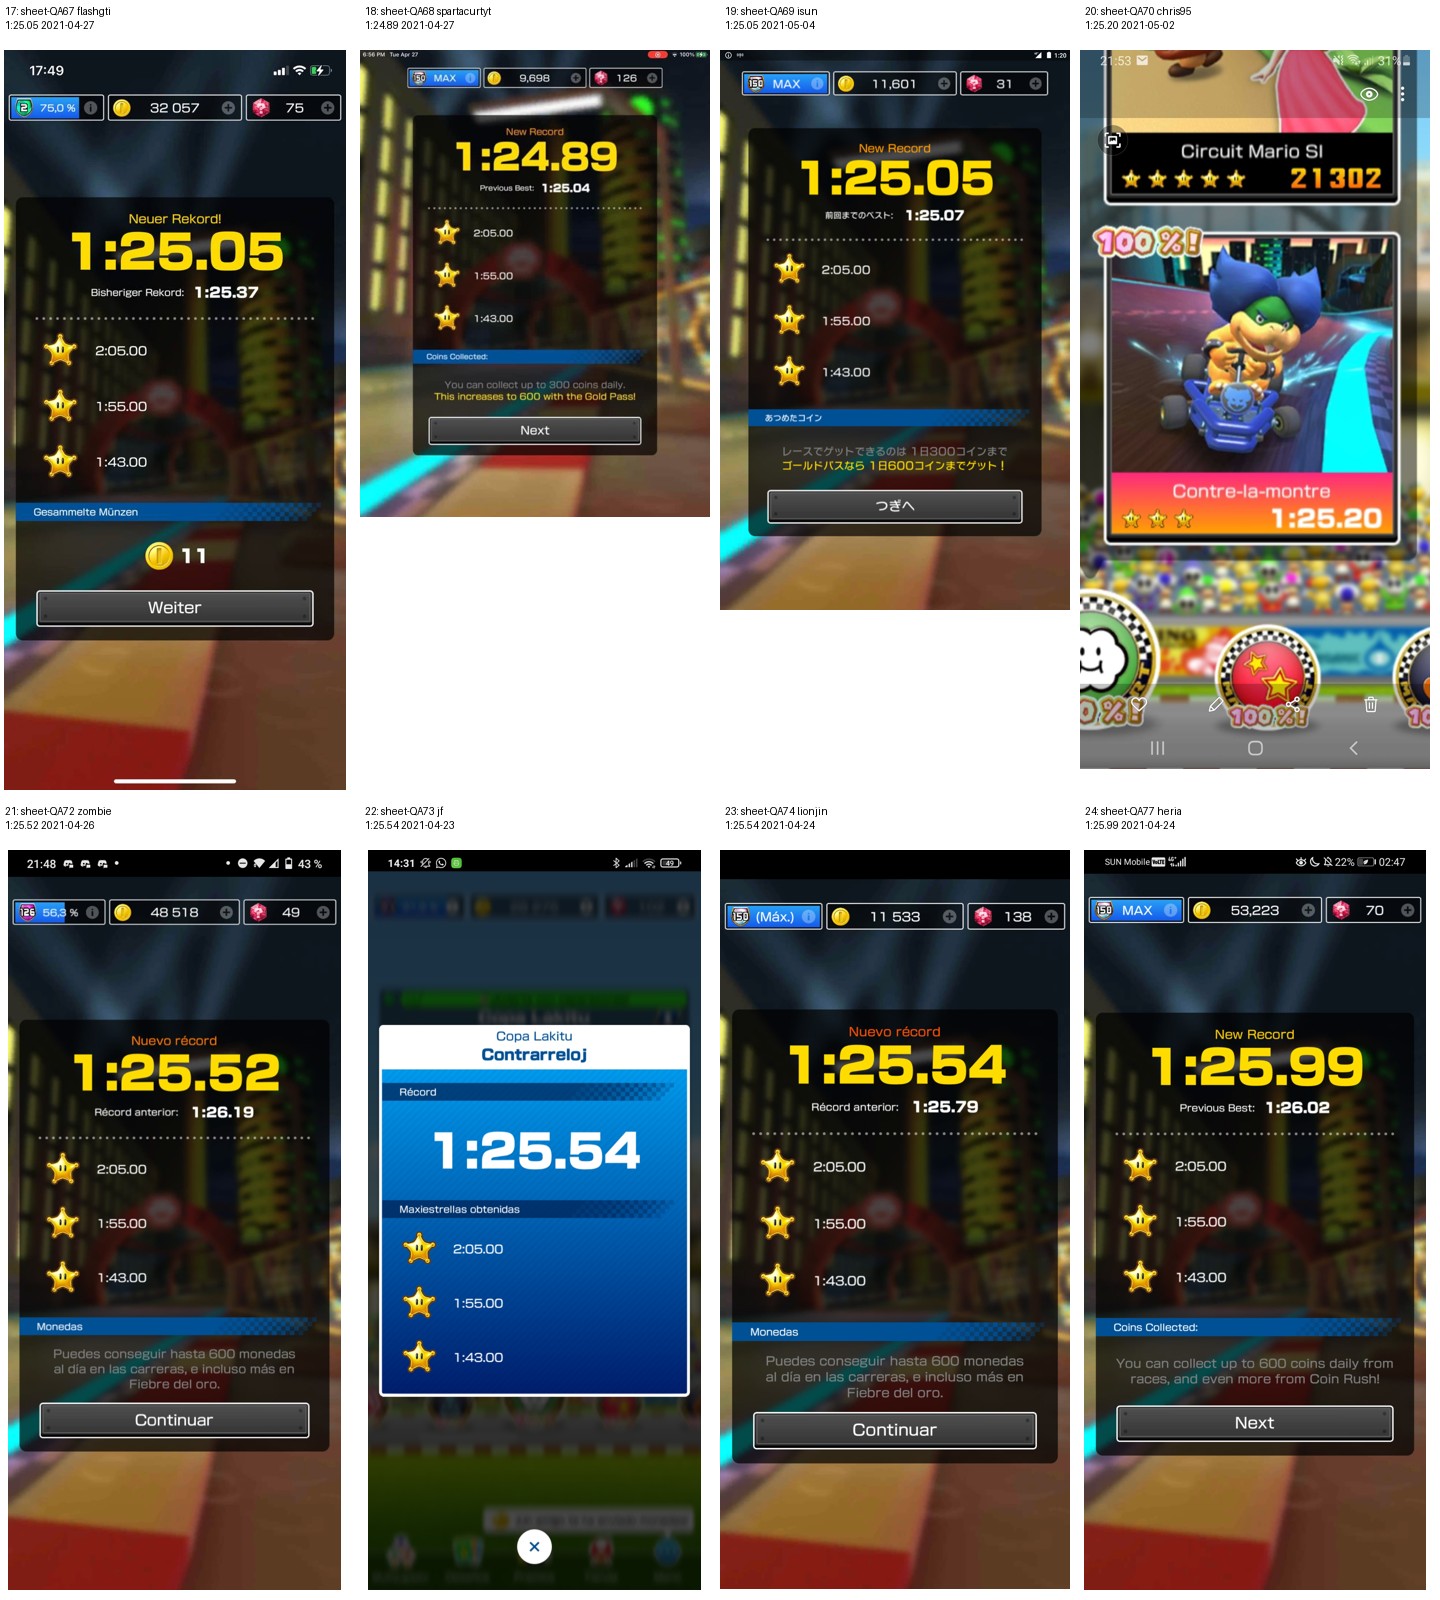 17: sheet-QA67 flashgti
1:25.05 2021-04-27
17:49
2 75,0 % i
32 057
75
Neuer Rekord!
1:25.05
Bisheriger Rekord: 1:25.37
2:05.00
1:55.00
1:43.00
Gesammelte Münzen
11
Weiter
18: sheet-QA68 spartacurtyt
1:24.89 2021-04-27
6:56 PM Tue Apr 27
100%
150 MAX i
9,698
126
New Record
1:24.89
Previous Best: 1:25.04
2:05.00
1:55.00
1:43.00
Coins Collected:
You can collect up to 300 coins daily.
This increases to 600 with the Gold Pass!
Next
19: sheet-QA69 isun
1:25.05 2021-05-04
1:20
150 MAX i
11,601
31
New Record
1:25.05
前回までのベスト: 1:25.07
2:05.00
1:55.00
1:43.00
あつめたコイン
レースでゲットできるのは 1日300コインまで
ゴールドパスなら 1日600コインまでゲット!
つぎへ
20: sheet-QA70 chris95
1:25.20 2021-05-02
21:53
31%
Circuit Mario SI
21302
100%!
Contre-la-montre
1:25.20
100%!
21: sheet-QA72 zombie
1:25.52 2021-04-26
21:48
43 %
126 56,3 % i
48 518
49
Nuevo récord
1:25.52
Récord anterior: 1:26.19
2:05.00
1:55.00
1:43.00
Monedas
Puedes conseguir hasta 600 monedas
al día en las carreras, e incluso más en
Fiebre del oro.
Continuar
22: sheet-QA73 jf
1:25.54 2021-04-23
14:31
49
Copa Lakitu
Contrarreloj
Récord
1:25.54
Maxiestrellas obtenidas
2:05.00
1:55.00
1:43.00
23: sheet-QA74 lionjin
1:25.54 2021-04-24
150 (Máx.) i
11 533
138
Nuevo récord
1:25.54
Récord anterior: 1:25.79
2:05.00
1:55.00
1:43.00
Monedas
Puedes conseguir hasta 600 monedas
al día en las carreras, e incluso más en
Fiebre del oro.
Continuar
24: sheet-QA77 heria
1:25.99 2021-04-24
SUN Mobile
22%
02:47
150 MAX i
53,223
70
New Record
1:25.99
Previous Best: 1:26.02
2:05.00
1:55.00
1:43.00
Coins Collected:
You can collect up to 600 coins daily from
races, and even more from Coin Rush!
Next